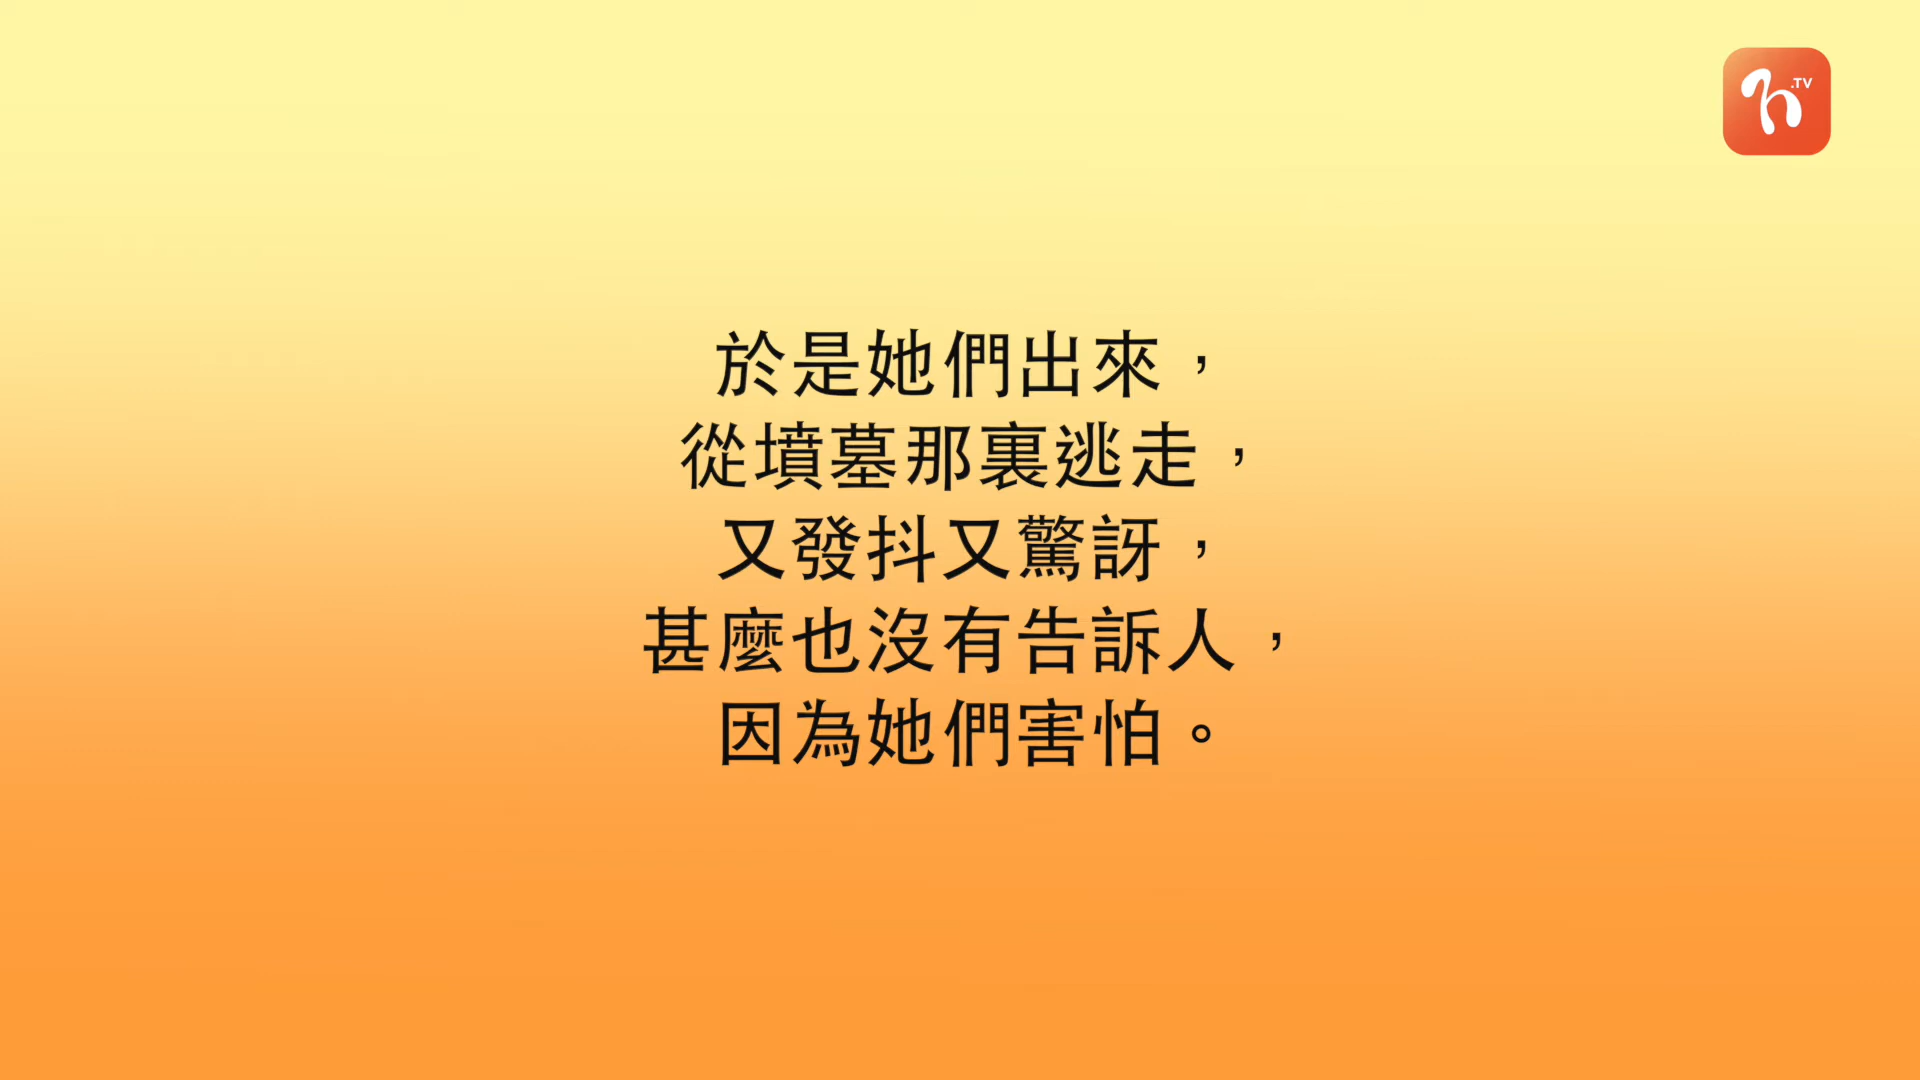 h.TV
於是她們出來，
從墳墓那裏逃走，
又發抖又驚訝，
甚麼也沒有告訴人，
因為她們害怕。